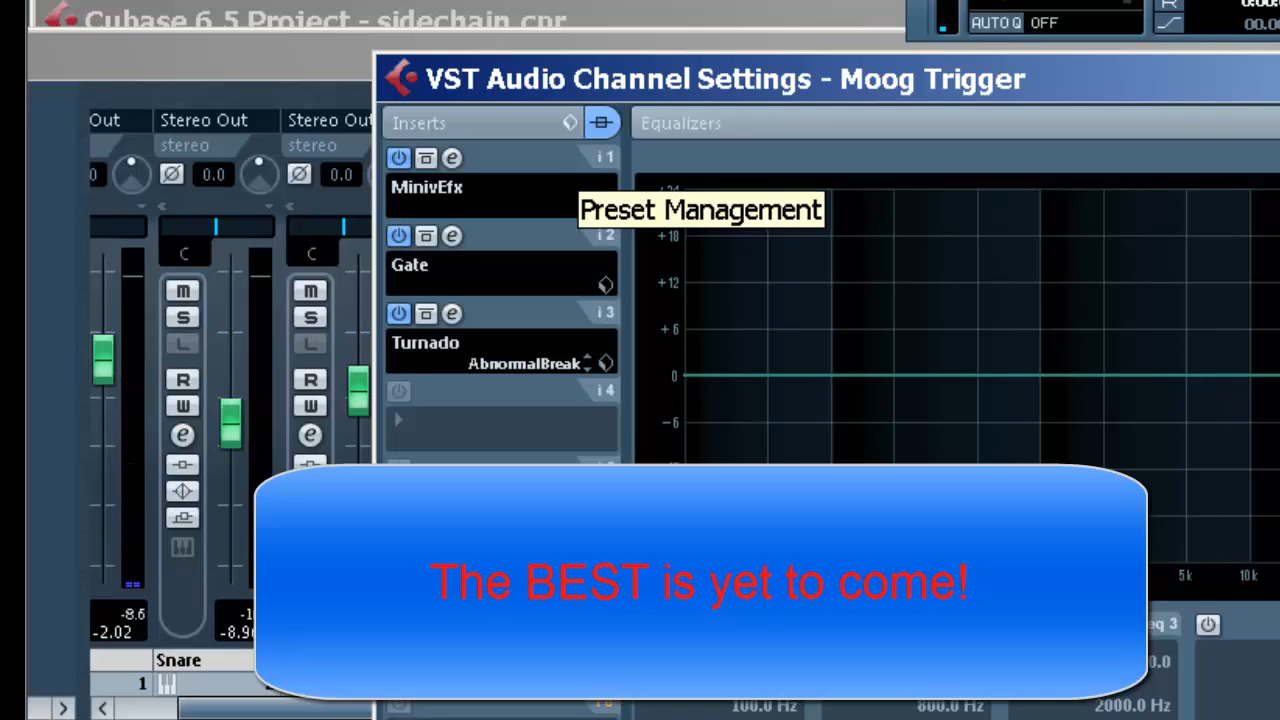 Cubase 6.5 Project - sidechain.cpr
AUTO Q OFF
R
VST Audio Channel Settings - Moog Trigger
Out
Stereo Out
Stereo Out
Inserts
Equalizers
stereo
stereo
0.0
0.0
e i 1
MinivEfx
Preset Management
+18
e i 2
C
C
Gate
+12
m
m
S
S
L
L
e i 3
+6
Turnado
AbnormalBreak
0
R
R
i 4
W
W
e
e
-6
The BEST is yet to come!
5k
10k
-8.6
-2.02
-8.9
eq 3
Snare
1
100.0 Hz
800.0 Hz
2000.0 Hz